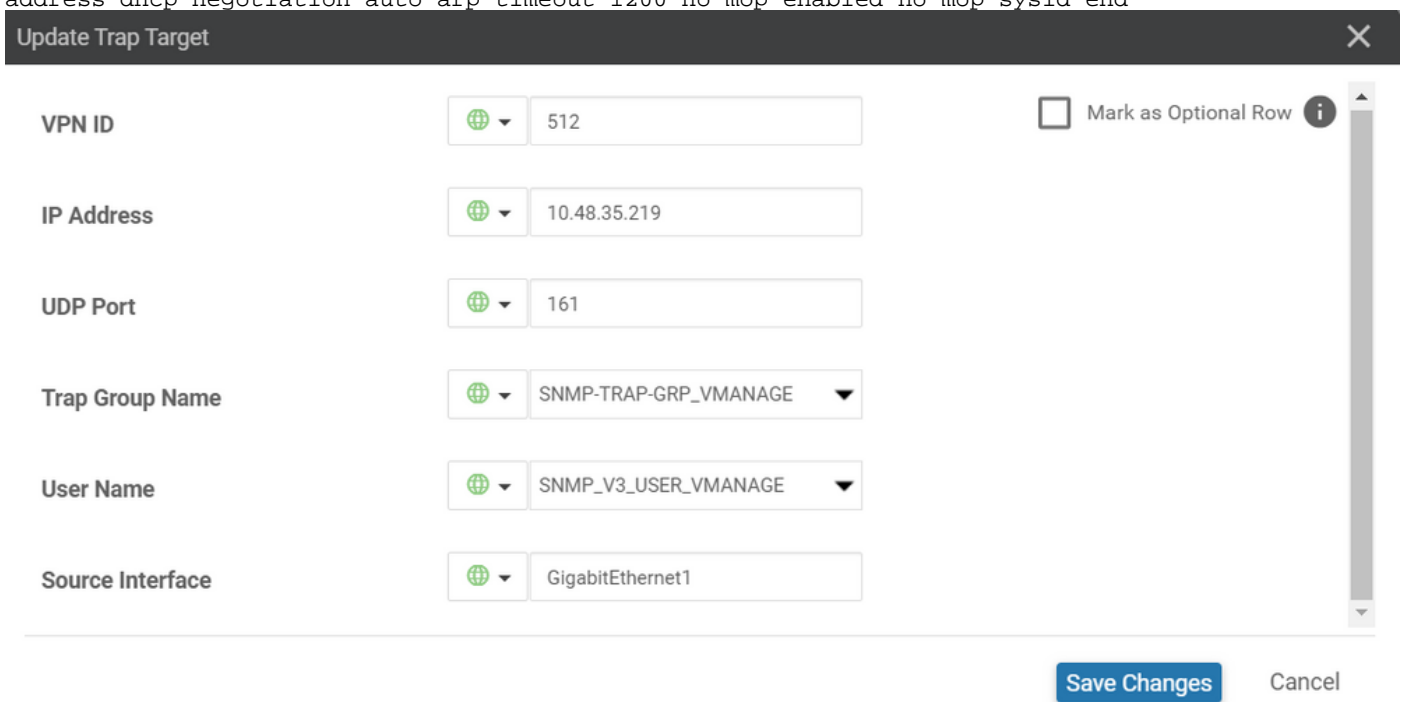 address dhcp negotiation auto arp timeout 1200 no mop enabled no mop sysid end
Update Trap Target
VPN ID 512 Mark as Optional Row i
IP Address 10.48.35.219
UDP Port 161
Trap Group Name SNMP-TRAP-GRP_VMANAGE
User Name SNMP_V3_USER_VMANAGE
Source Interface GigabitEthernet1
Save Changes Cancel